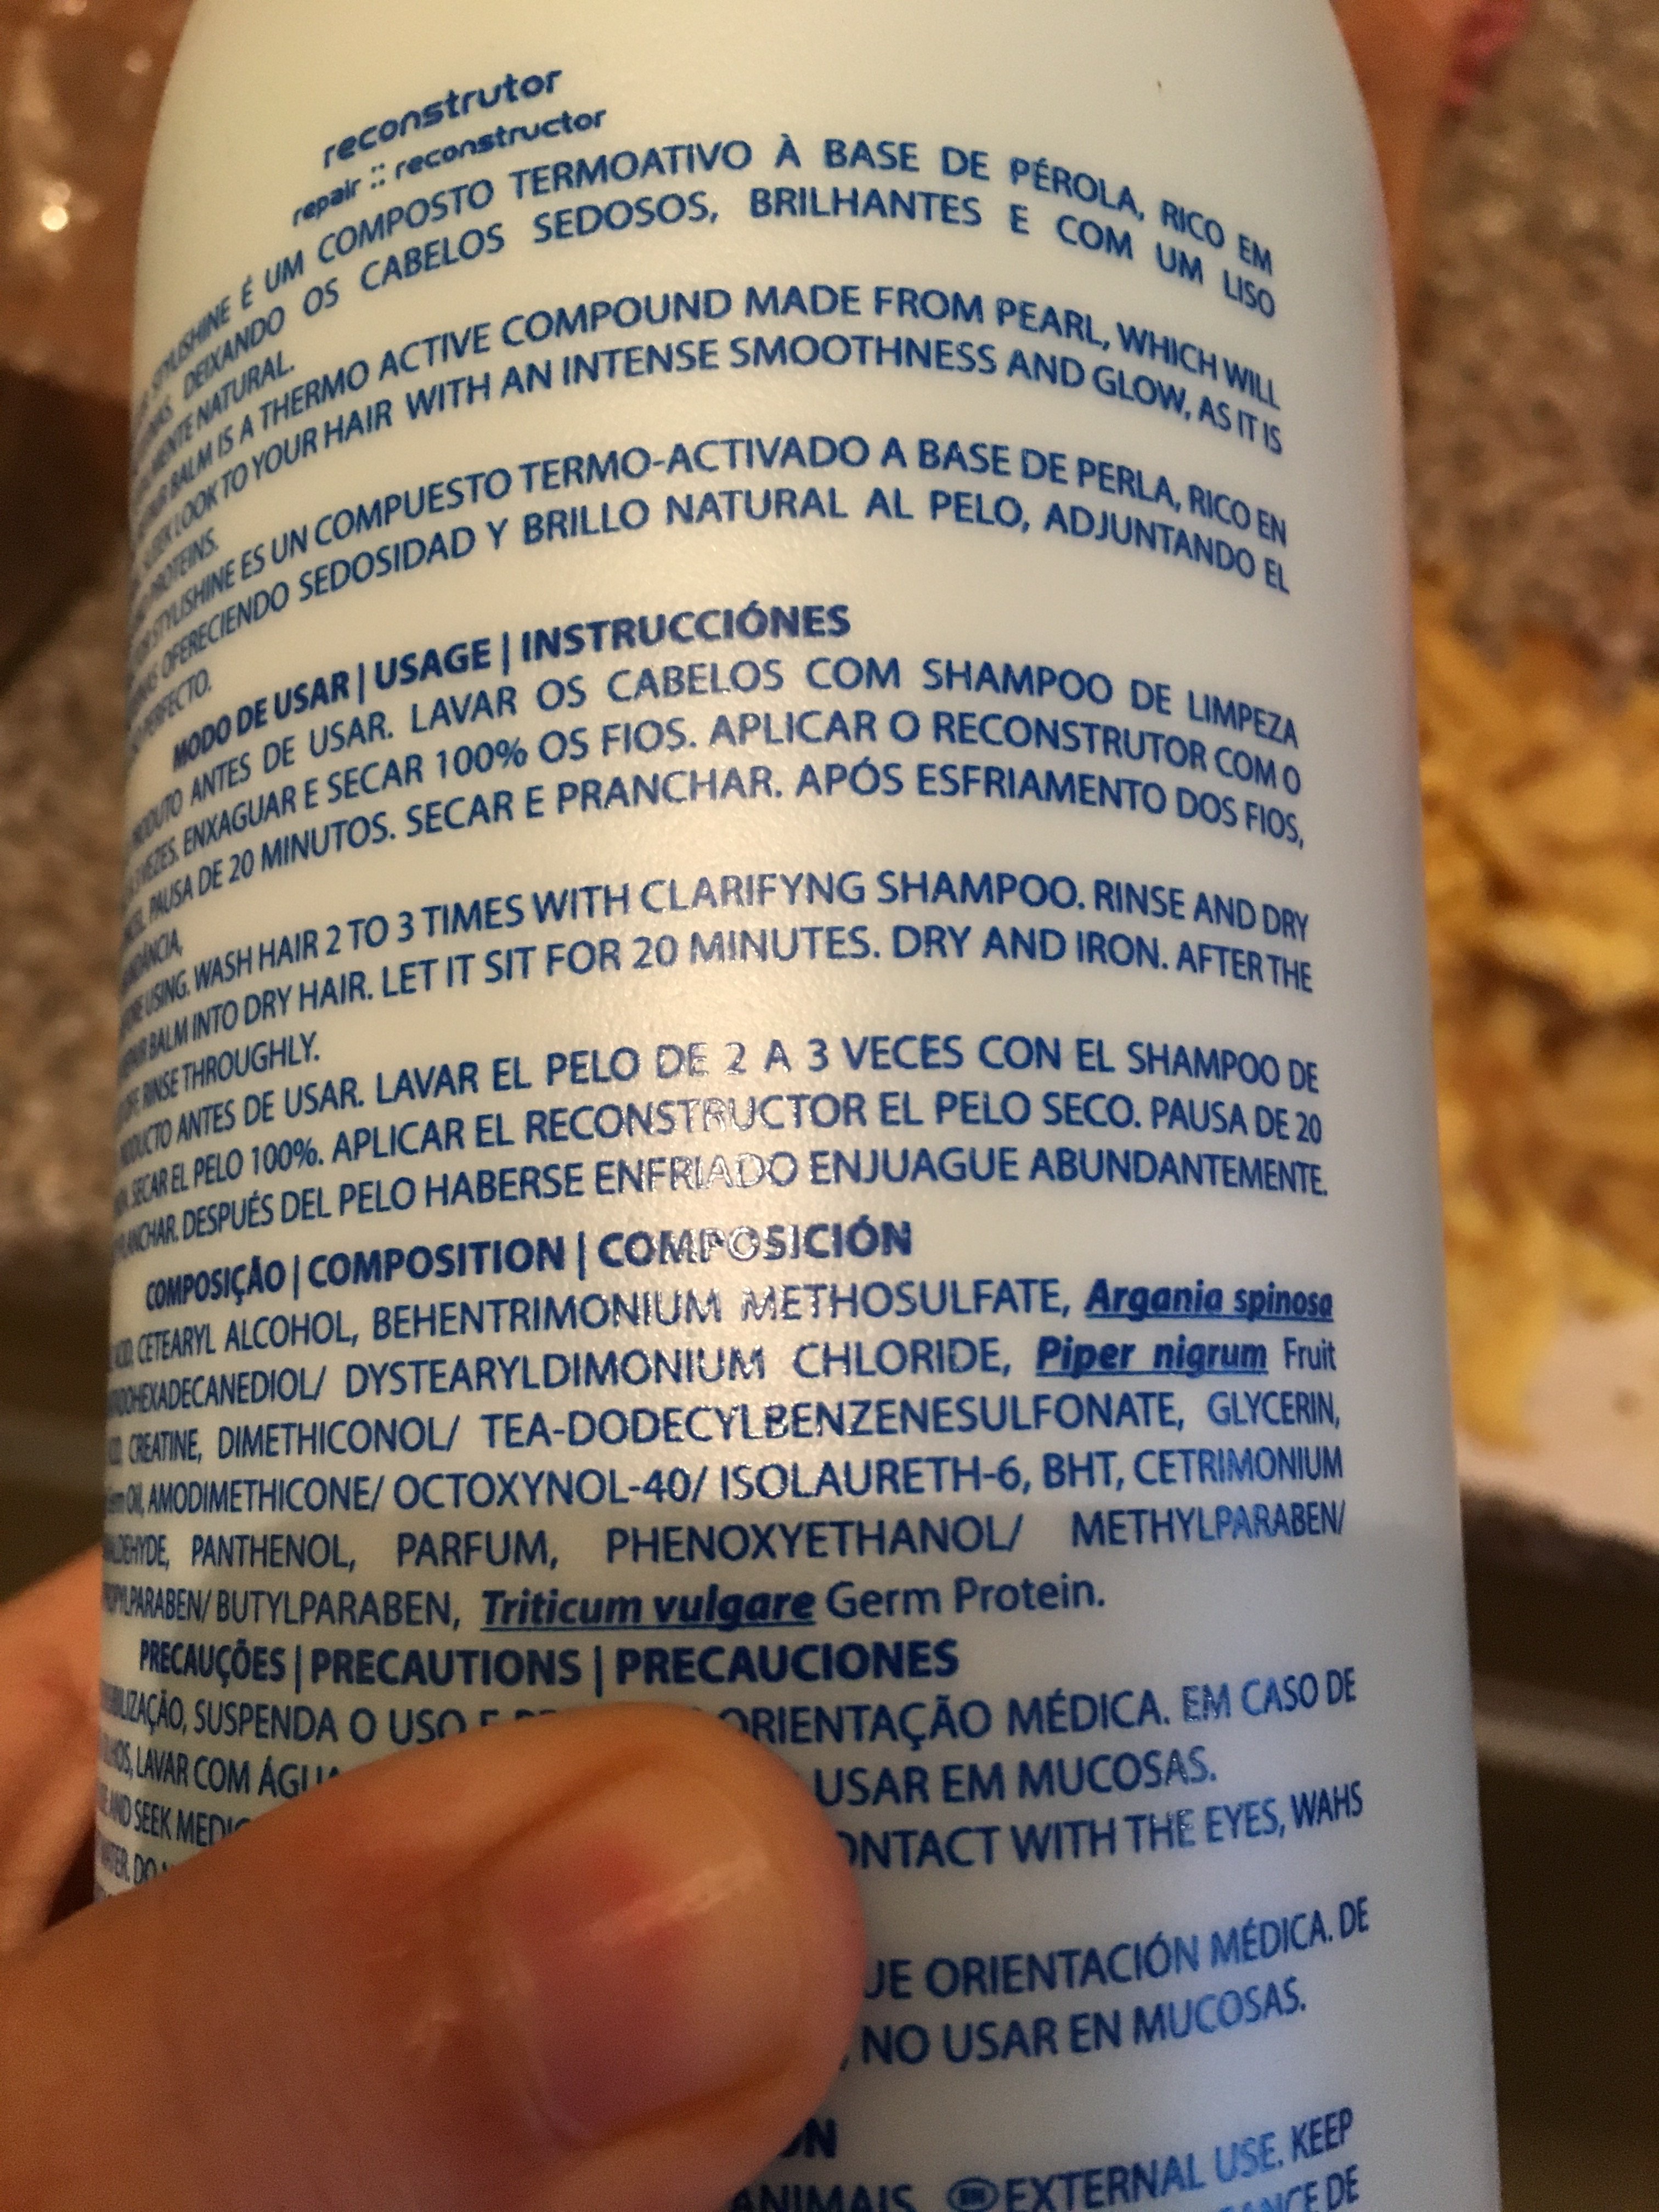 reconstrutor
repair :: reconstructor
STYLISHINE É UM COMPOSTO TERMOATIVO À BASE DE PÉROLA, RICO EM
DEIXANDO OS CABELOS SEDOSOS, BRILHANTES E COM UM LISO
NATURAL.
BALM IS A THERMO ACTIVE COMPOUND MADE FROM PEARL, WHICH WILL
LOOK TO YOUR HAIR WITH AN INTENSE SMOOTHNESS AND GLOW, AS IT IS
PROTEINS.
STYLISHINE ES UN COMPUESTO TERMO-ACTIVADO A BASE DE PERLA, RICO EN
OFERECIENDO SEDOSIDAD Y BRILLO NATURAL AL PELO, ADJUNTANDO EL
PERFECTO.
MODO DE USAR | USAGE | INSTRUCCIÓNES
ANTES DE USAR. LAVAR OS CABELOS COM SHAMPOO DE LIMPEZA
VEZES. ENXAGUAR E SECAR 100% OS FIOS. APLICAR O RECONSTRUTOR COM O
PAUSA DE 20 MINUTOS. SECAR E PRANCHAR. APÓS ESFRIAMENTO DOS FIOS,
USING. WASH HAIR 2 TO 3 TIMES WITH CLARIFYNG SHAMPOO. RINSE AND DRY
BALM INTO DRY HAIR. LET IT SIT FOR 20 MINUTES. DRY AND IRON. AFTER THE
RINSE THROUGHLY.
ANTES DE USAR. LAVAR EL PELO DE 2 A 3 VECES CON EL SHAMPOO DE
SECAR EL PELO 100%. APLICAR EL RECONSTRUCTOR EL PELO SECO. PAUSA DE 20
DESPUÉS DEL PELO HABERSE ENFRIADO ENJUAGUE ABUNDANTEMENTE.
COMPOSIÇÃO | COMPOSITION | COMPOSICIÓN
CETEARYL ALCOHOL, BEHENTRIMONIUM METHOSULFATE, Argania spinosa
DYSTEARYLDIMONIUM CHLORIDE, Piper nigrum Fruit
CREATINE, DIMETHICONOL/ TEA-DODECYLBENZENESULFONATE, GLYCERIN,
Oil, AMODIMETHICONE/ OCTOXYNOL-40/ ISOLAURETH-6, BHT, CETRIMONIUM
PANTHENOL, PARFUM, PHENOXYETHANOL/ METHYLPARABEN/
BUTYLPARABEN, Triticum vulgare Germ Protein.
PRECAUÇÕES | PRECAUTIONS | PRECAUCIONES
SUSPENDA O USO E ORIENTAÇÃO MÉDICA. EM CASO DE
LAVAR COM USAR EM MUCOSAS.
AND SEEK WITH THE EYES, WAHS
ORIENTACIÓN MÉDICA. DE
NO USAR EN MUCOSAS.
ANIMAIS. EXTERNAL USE. KEEP
DE